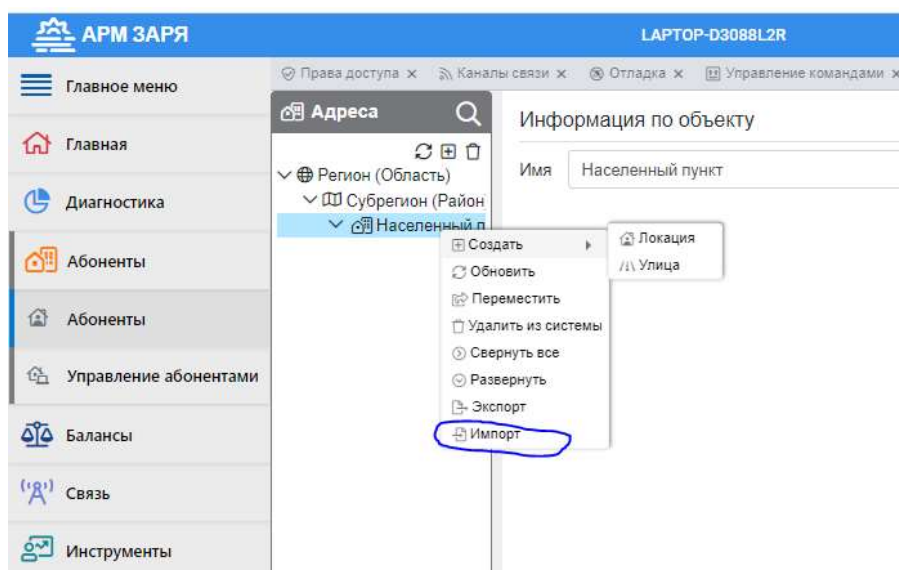 АРМ ЗАРЯ
LAPTOP-D3088L2R
Главное меню
Главная
Диагностика
Абоненты
Абоненты
Управление абонентами
Балансы
Связь
Инструменты
Права доступа × Каналы связи × Отладка × Управление командами ×
Адреса
Регион (Область)
Субрегион (Район
Населенный п
Информация по объекту
Имя Населенный пункт
Создать
Обновить
Переместить
Удалить из системы
Свернуть все
Развернуть
Экспорт
Импорт
Локация
Улица